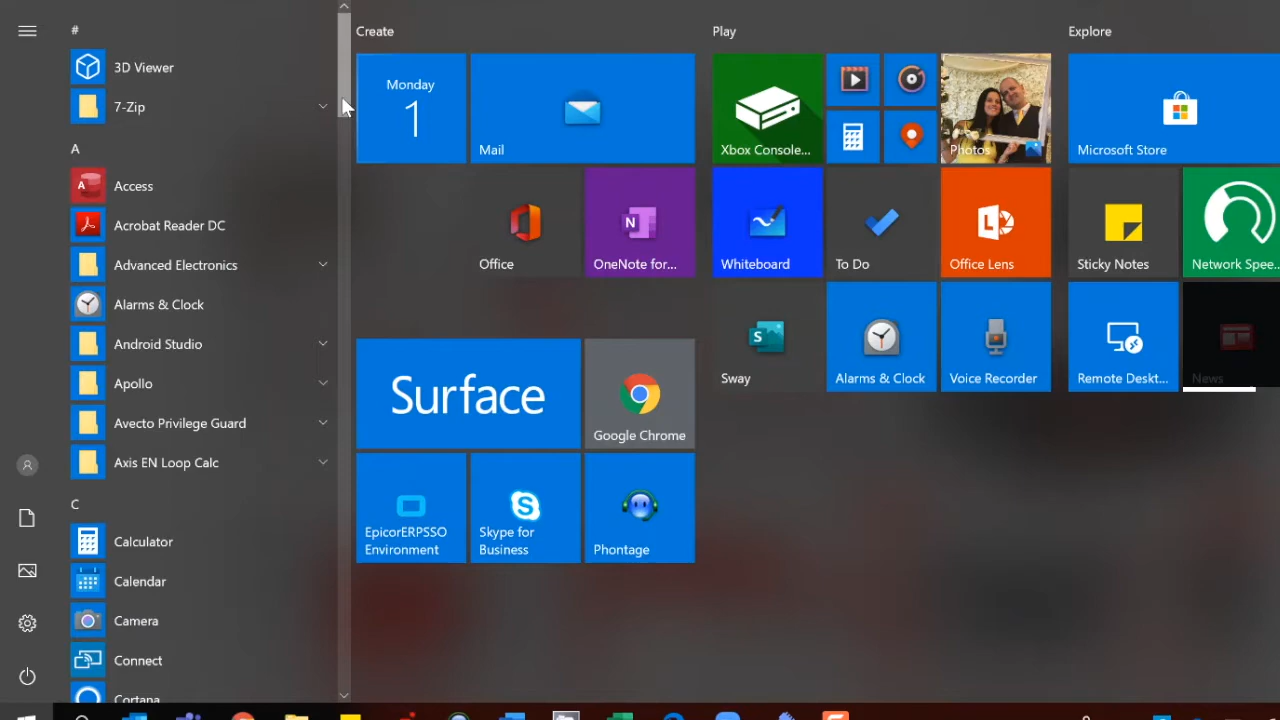 #
3D Viewer
7-Zip
A
Access
Acrobat Reader DC
Advanced Electronics
Alarms & Clock
Android Studio
Apollo
Avecto Privilege Guard
Axis EN Loop Calc
C
Calculator
Calendar
Camera
Connect
Cortana
Create
Monday
1
Mail
Office
OneNote for...
Surface
Google Chrome
EpicorERPSSO
Environment
Skype for
Business
Phontage
Play
Xbox Console...
Photos
Whiteboard
To Do
Office Lens
Sway
Alarms & Clock
Voice Recorder
Explore
Microsoft Store
Sticky Notes
Network Spee...
Remote Deskt...
News